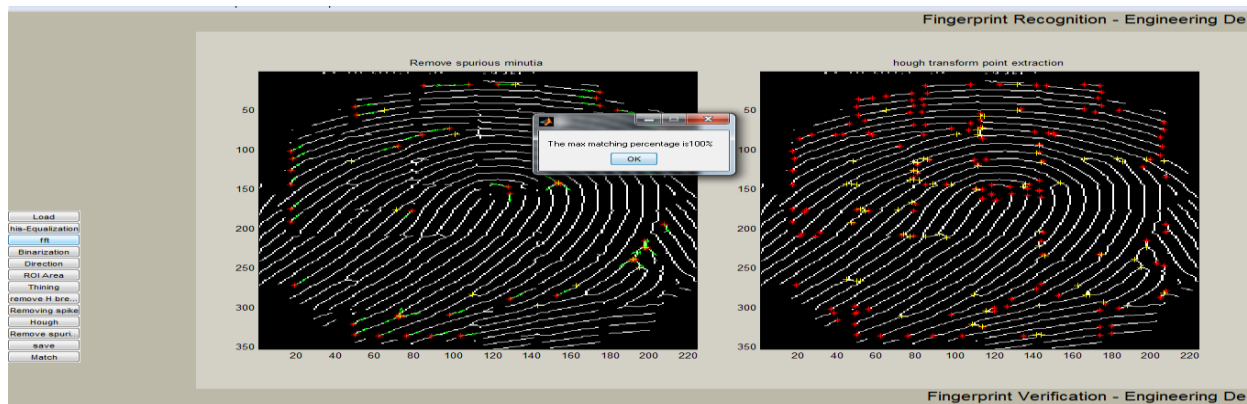 Fingerprint Recognition - Engineering De
Remove spurious minutia
hough transform point extraction
50
100
150
200
250
300
350
20 40 60 80 100 120 140 160 180 200 220
50
100
150
200
250
300
350
20 40 60 80 100 120 140 160 180 200 220
The max matching percentage is100%
OK
Load
his-Equalization
fft
Binarization
Direction
ROI Area
Thining
remove H bre...
Removing spike
Hough
Remove spuri...
save
Match
Fingerprint Verification - Engineering De